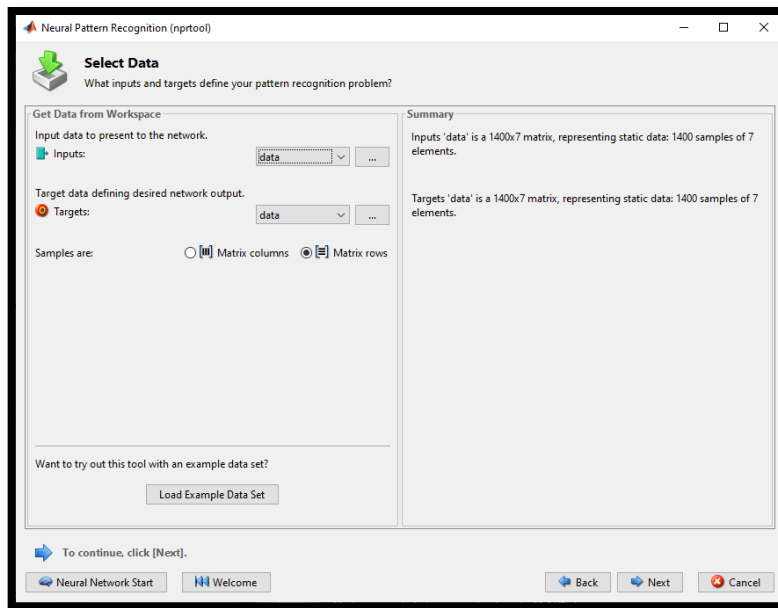 Neural Pattern Recognition (nprtool)
Select Data
What inputs and targets define your pattern recognition problem?
Get Data from Workspace
Input data to present to the network.
Inputs: data ...
Target data defining desired network output.
Targets: data ...
Samples are: Matrix columns Matrix rows
Want to try out this tool with an example data set?
Load Example Data Set
Summary
Inputs 'data' is a 1400x7 matrix, representing static data: 1400 samples of 7
elements.
Targets 'data' is a 1400x7 matrix, representing static data: 1400 samples of 7
elements.
To continue, click [Next].
Neural Network Start Welcome Back Next Cancel